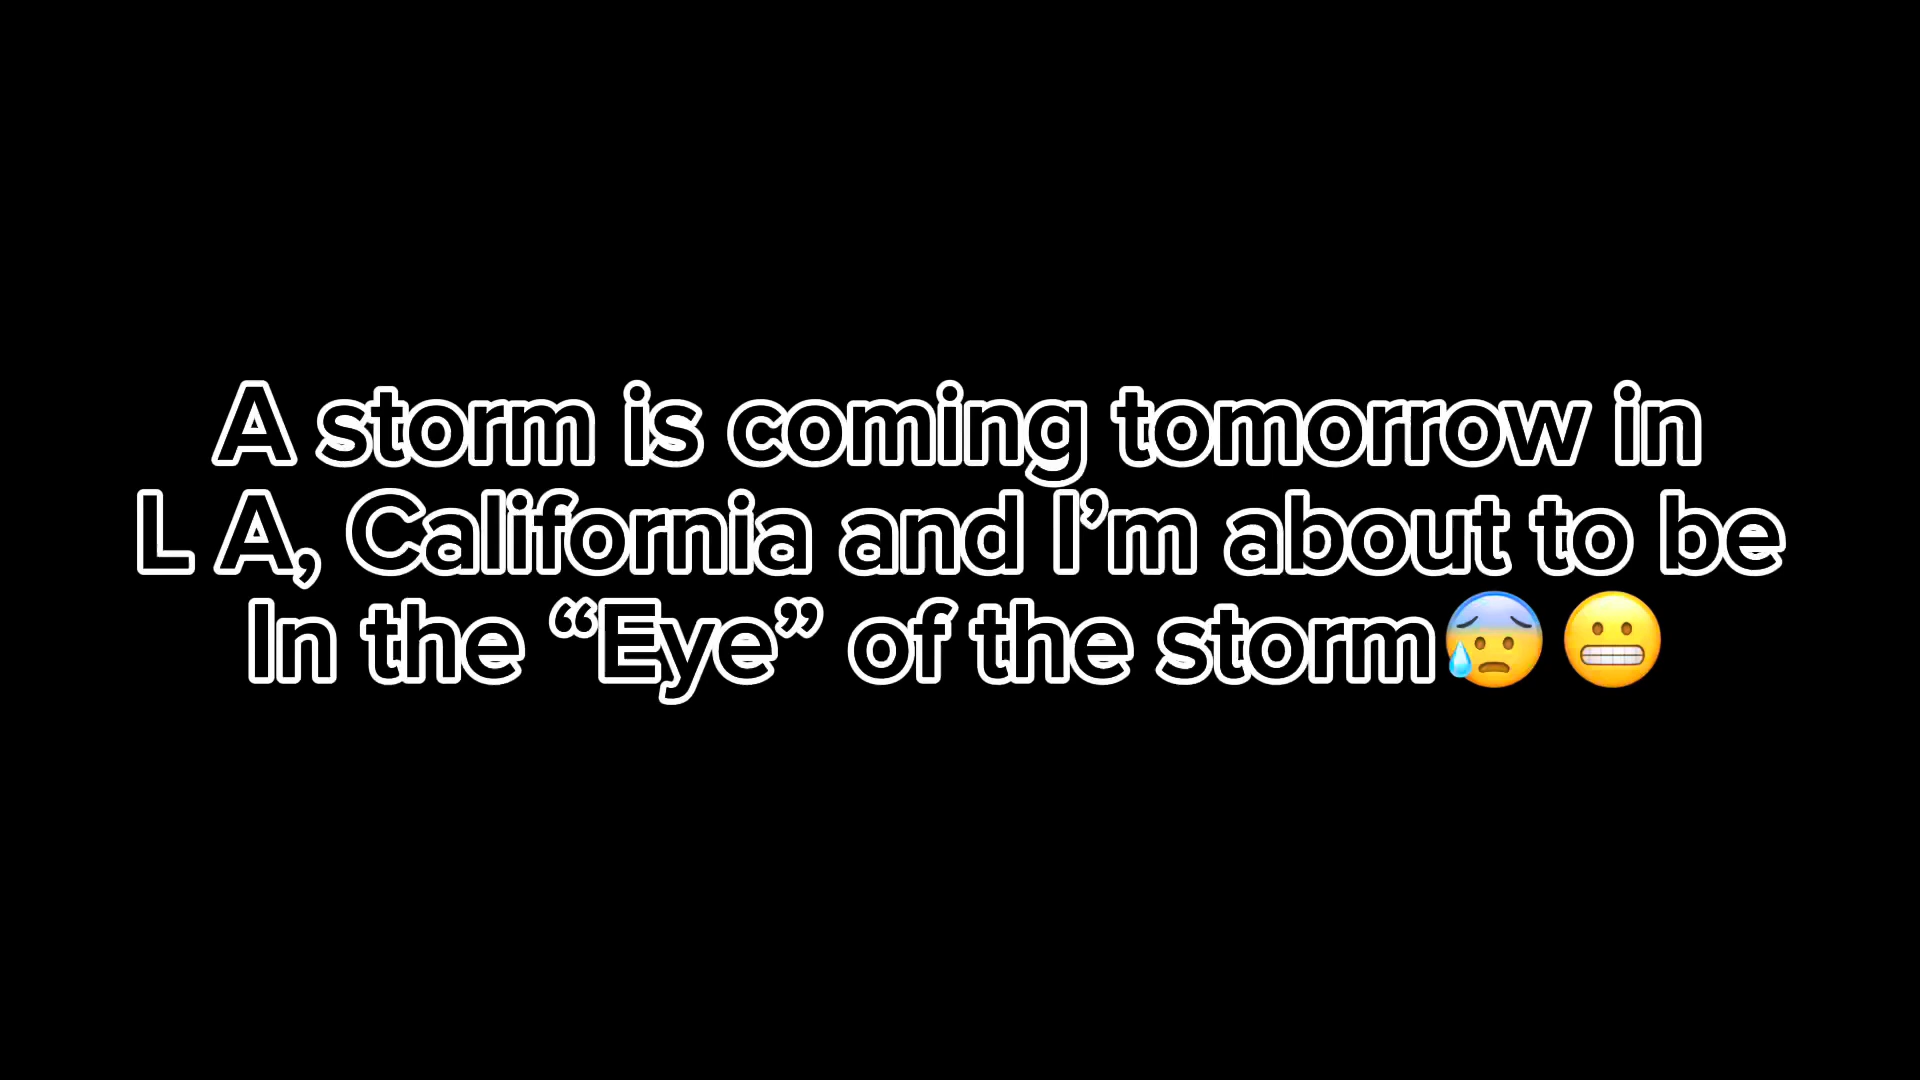 A storm is coming tomorrow in
L A, California and I’m about to be
In the “Eye” of the storm😰😬